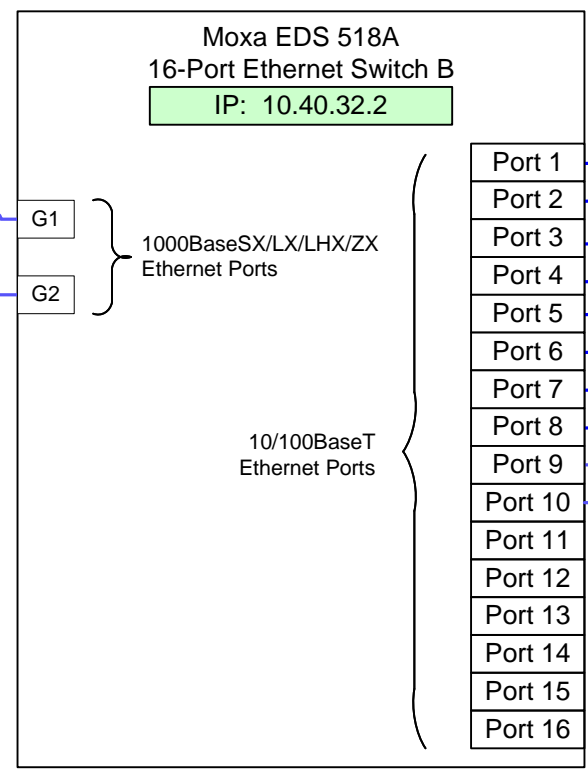 Moxa EDS 518A
16-Port Ethernet Switch B
IP: 10.40.32.2
G1
G2
1000BaseSX/LX/LHX/ZX
Ethernet Ports
10/100BaseT
Ethernet Ports
Port 1
Port 2
Port 3
Port 4
Port 5
Port 6
Port 7
Port 8
Port 9
Port 10
Port 11
Port 12
Port 13
Port 14
Port 15
Port 16